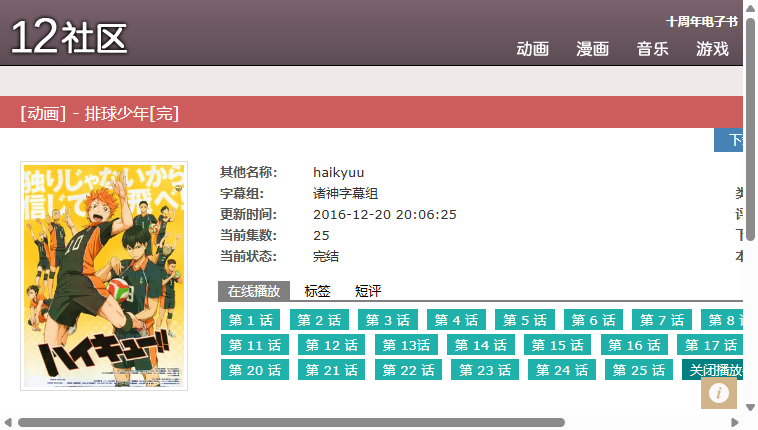 12社区
十周年电子书
动画 漫画 音乐 游戏
[动画] - 排球少年[完]
其他名称: haikyuu
字幕组: 诸神字幕组
更新时间: 2016-12-20 20:06:25
当前集数: 25
当前状态: 完结
在线播放 标签 短评
第 1 话 第 2 话 第 3 话 第 4 话 第 5 话 第 6 话 第 7 话 第 8
第 11 话 第 12 话 第 13话 第 14 话 第 15 话 第 16 话 第 17 话
第 20 话 第 21 话 第 22 话 第 23 话 第 24 话 第 25 话 关闭播放
独りじゃないから
信じて
飛べ!
ハイキュー!!